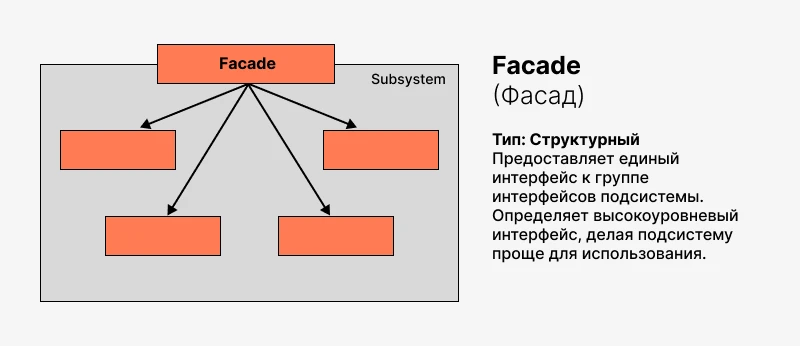 Facade
Subsystem
Facade
(Фасад)
Тип: Структурный
Предоставляет единый
интерфейс к группе
интерфейсов подсистемы.
Определяет высокоуровневый
интерфейс, делая подсистему
проще для использования.